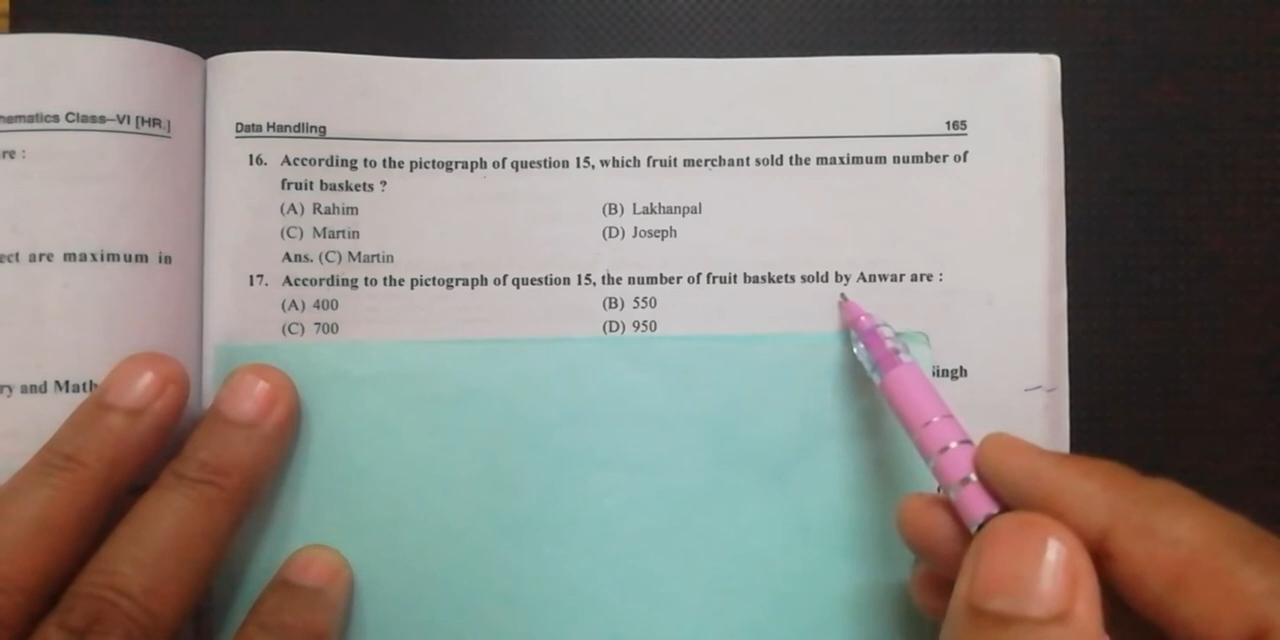 Mathematics Class–VI [HR.]
re :
ect are maximum in
ry and Math
Data Handling 165
16. According to the pictograph of question 15, which fruit merchant sold the maximum number of
fruit baskets ?
(A) Rahim (B) Lakhanpal
(C) Martin (D) Joseph
Ans. (C) Martin
17. According to the pictograph of question 15, the number of fruit baskets sold by Anwar are :
(A) 400 (B) 550
(C) 700 (D) 950
Singh